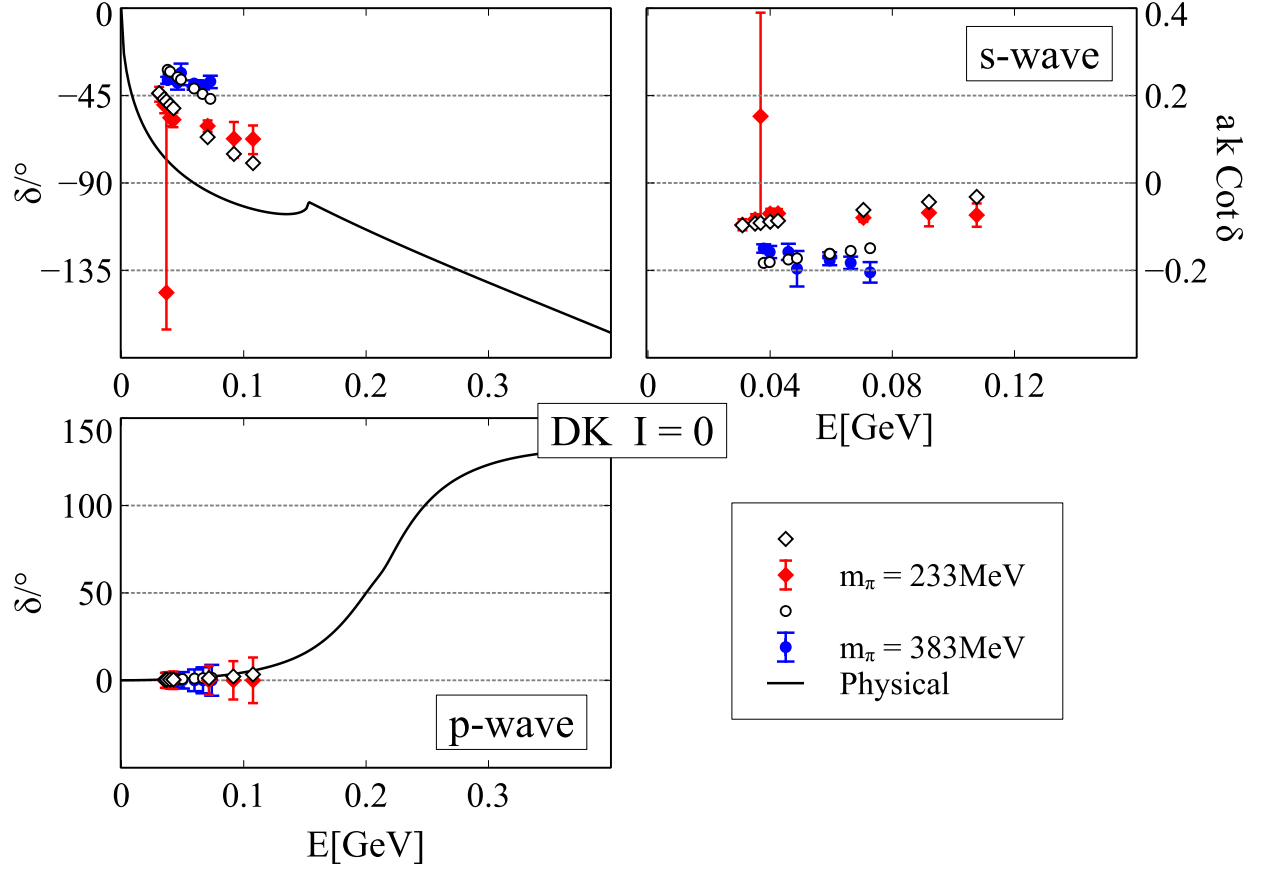 0
−45
−90
−135
δ/°
0 0.1 0.2 0.3
s-wave
0.4
0.2
0
−0.2
a k Cot δ
0 0.04 0.08 0.12
E[GeV]
DK I = 0
150
100
50
0
δ/°
p-wave
0 0.1 0.2 0.3
E[GeV]
mπ = 233MeV
mπ = 383MeV
Physical